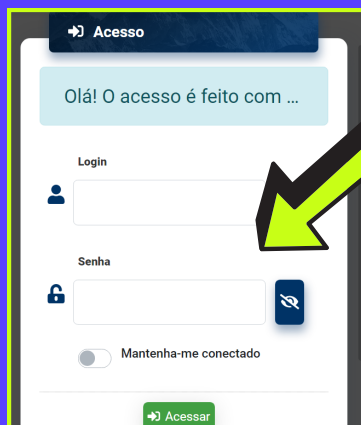 Acesso
Olá! O acesso é feito com ...
Login
Senha
Mantenha-me conectado
Acessar